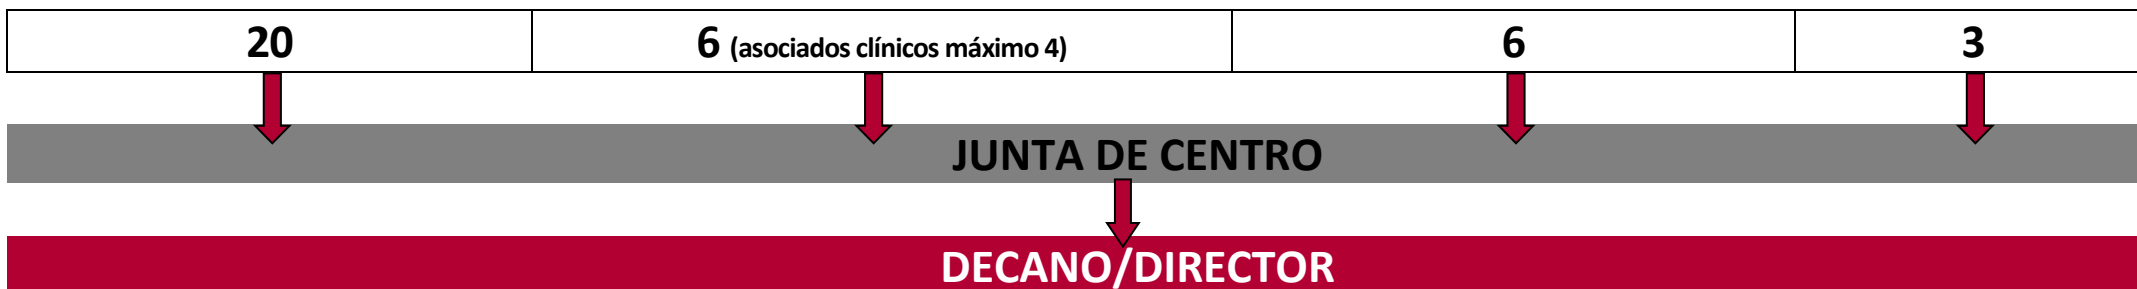 20 6 (asociados clínicos máximo 4) 6 3
JUNTA DE CENTRO
DECANO/DIRECTOR